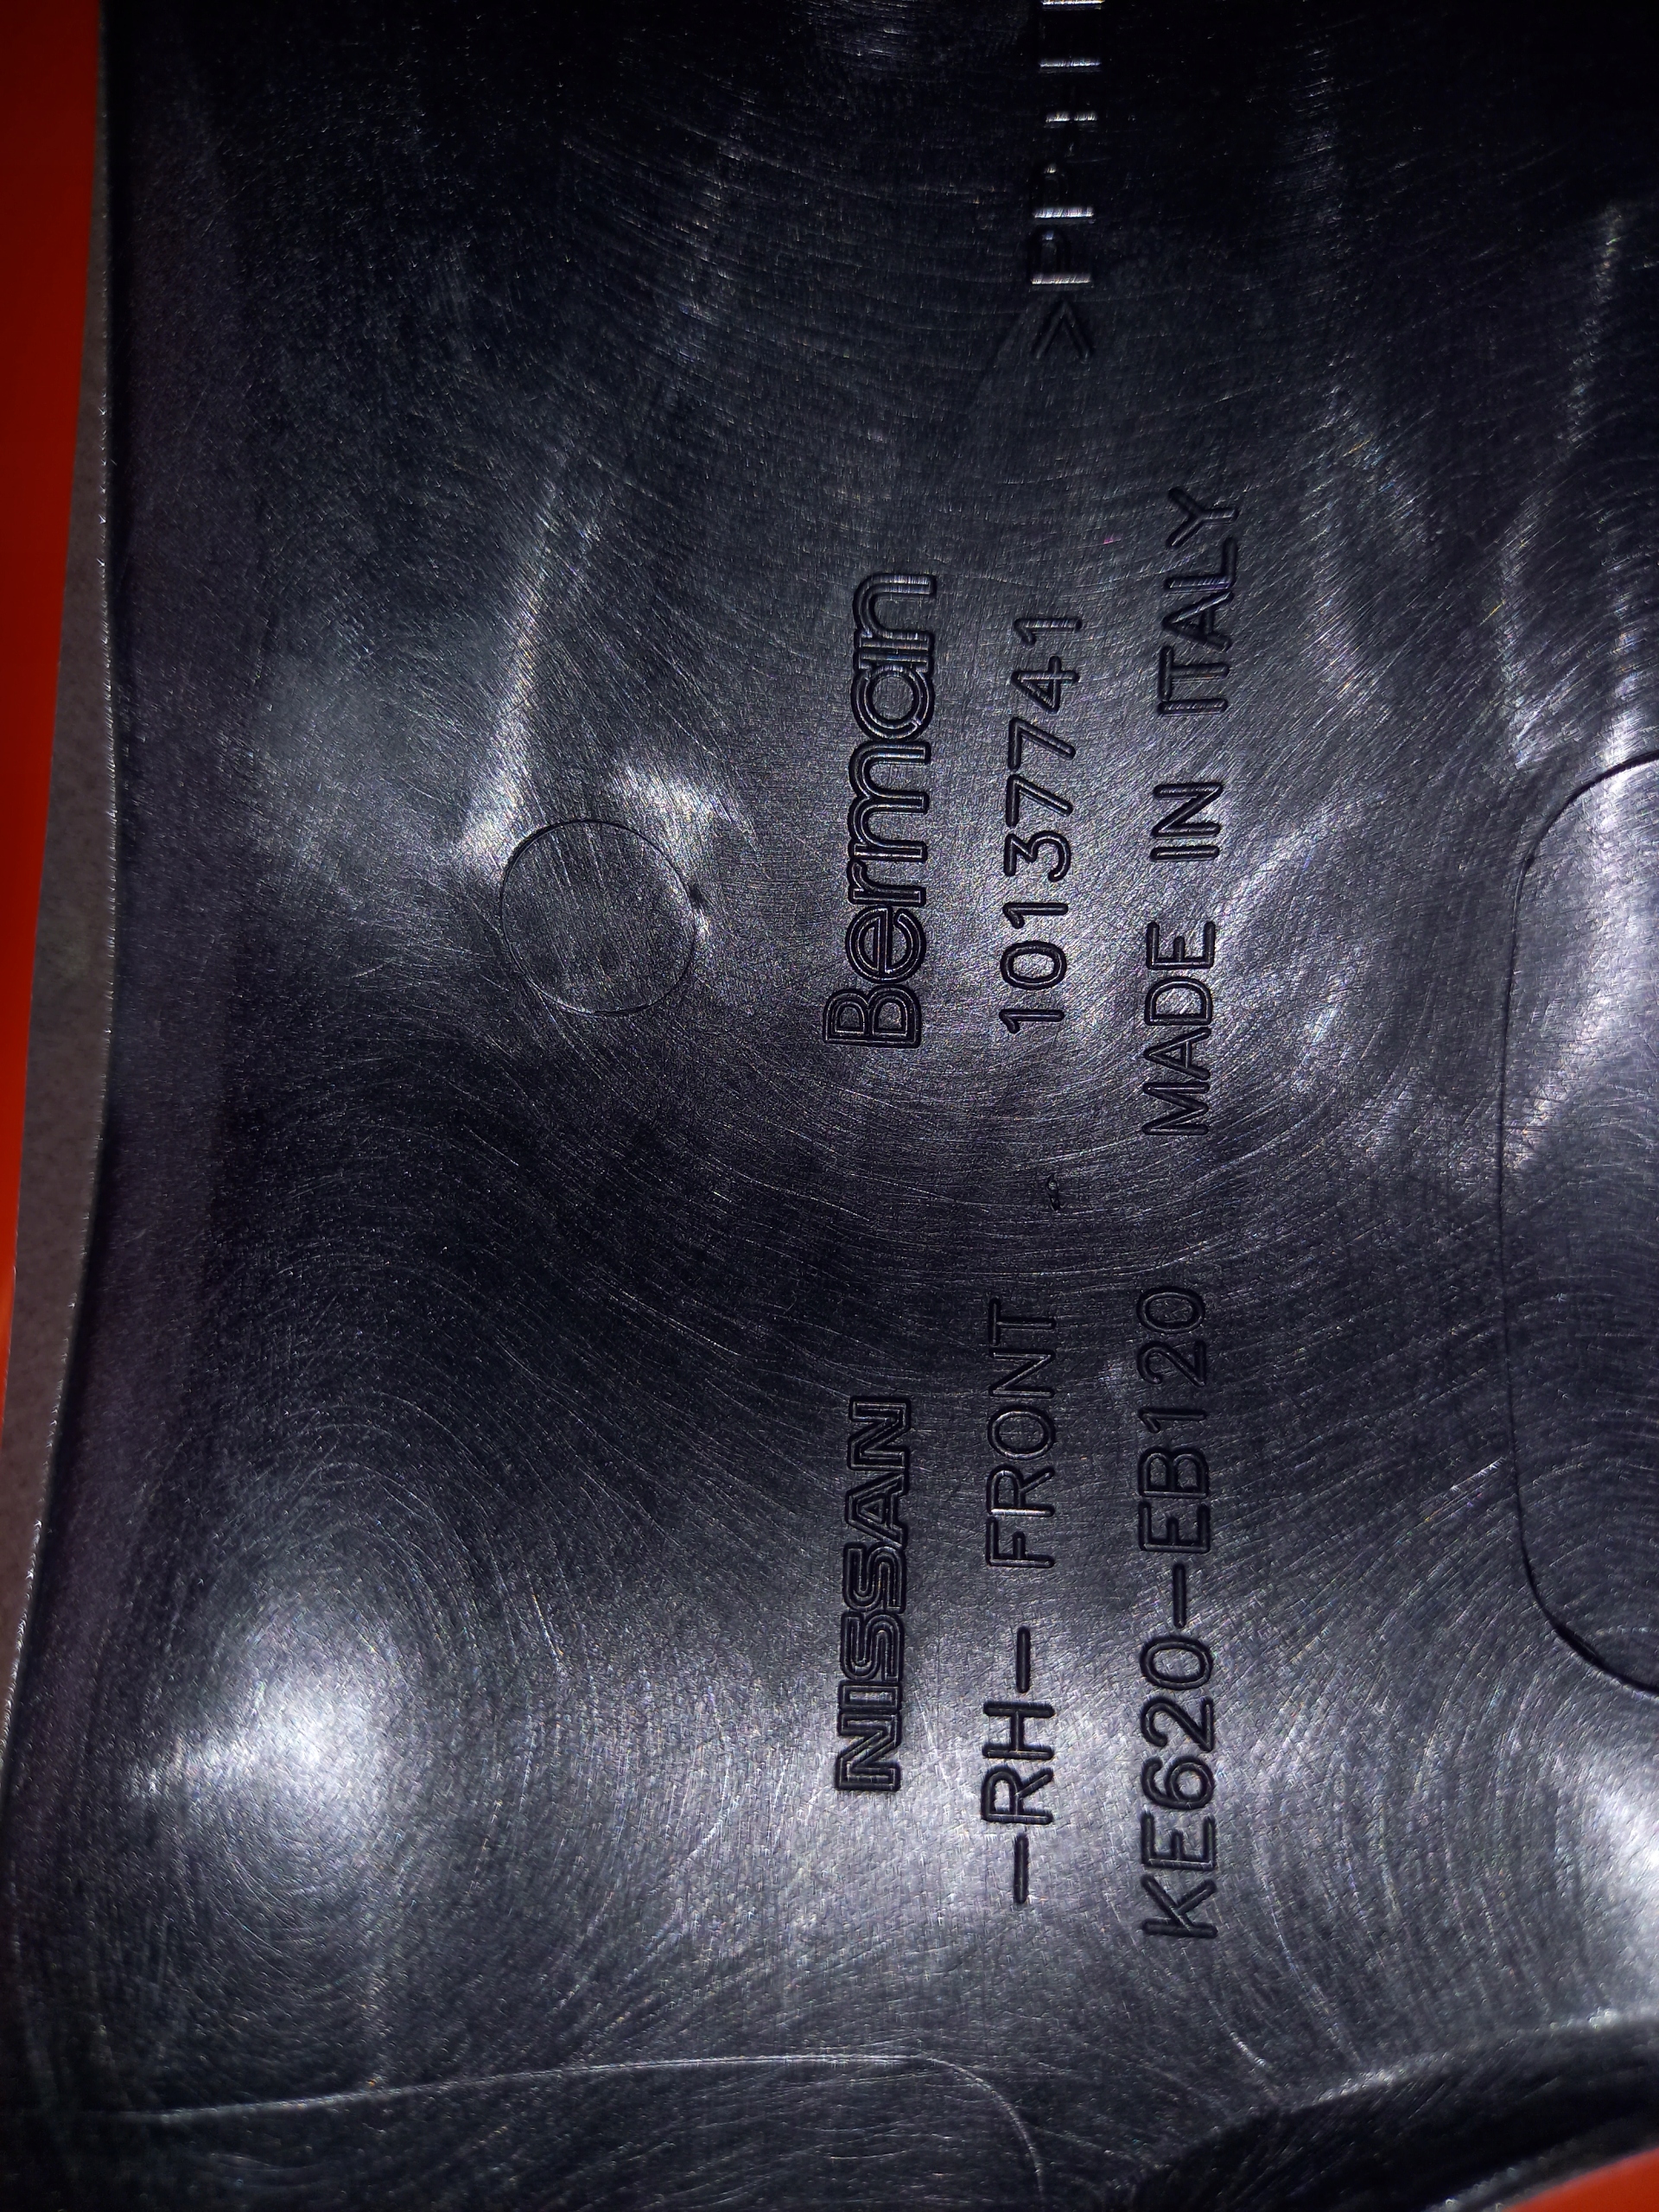 NISSAN
-RH- FRONT
KE620-EB120
Berman
10137741
MADE IN ITALY